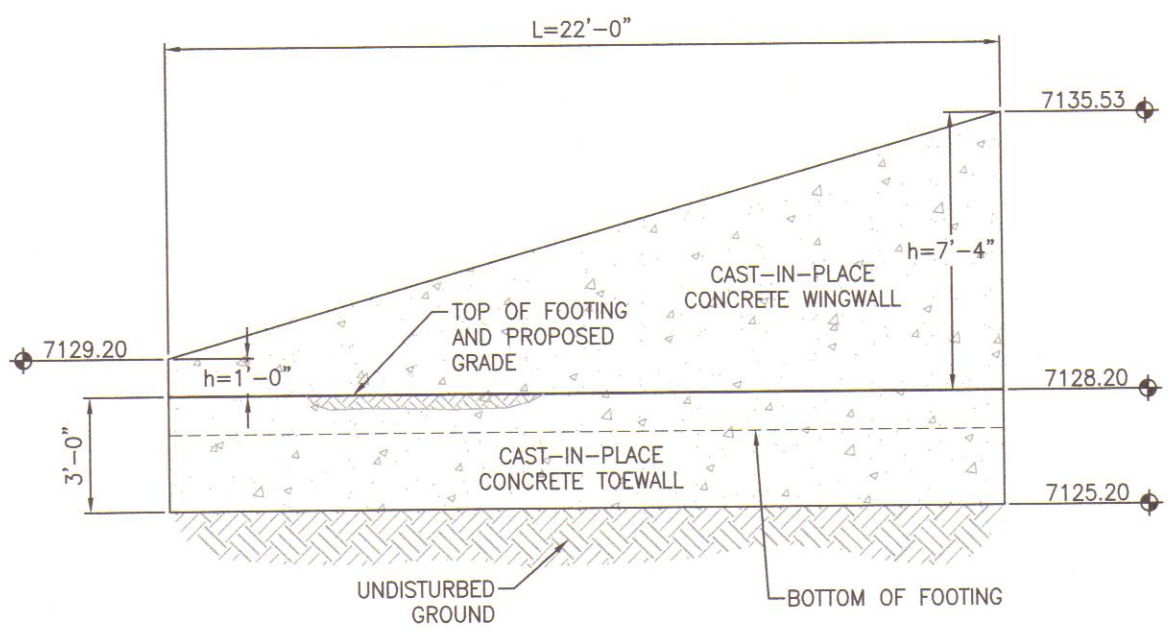 L=22'-0"
7135.53
h=7'-4"
CAST-IN-PLACE
CONCRETE WINGWALL
TOP OF FOOTING
AND PROPOSED
GRADE
7129.20
h=1'-0"
7128.20
3'-0"
CAST-IN-PLACE
CONCRETE TOEWALL
7125.20
UNDISTURBED
GROUND
BOTTOM OF FOOTING